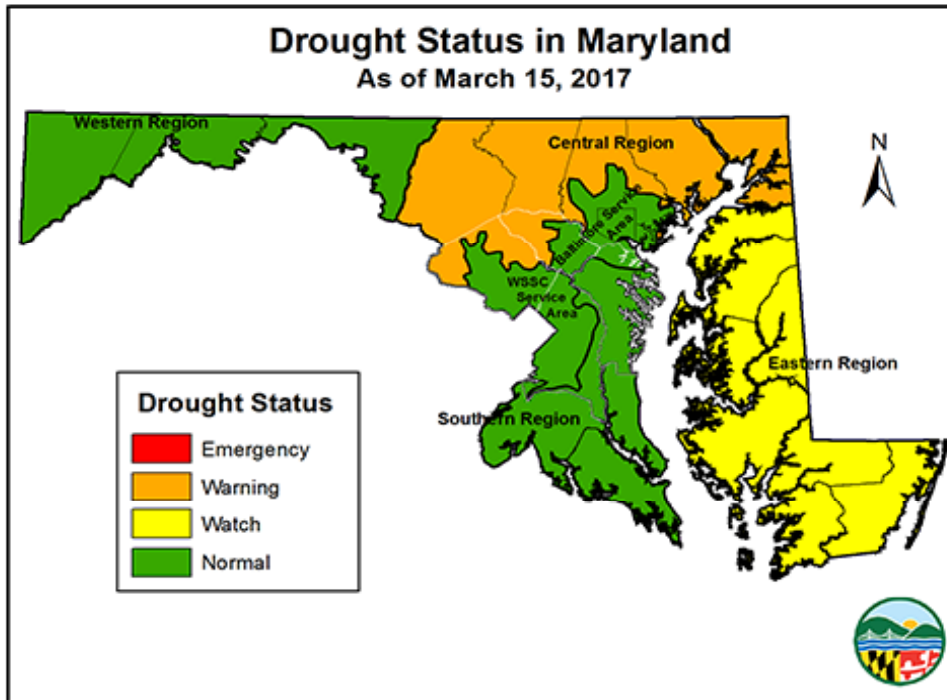 Drought Status in Maryland
As of March 15, 2017
Western Region
Central Region
N
Baltimore Service
Area
WSSC
Service
Area
Eastern Region
Southern Region
Drought Status
Emergency
Warning
Watch
Normal